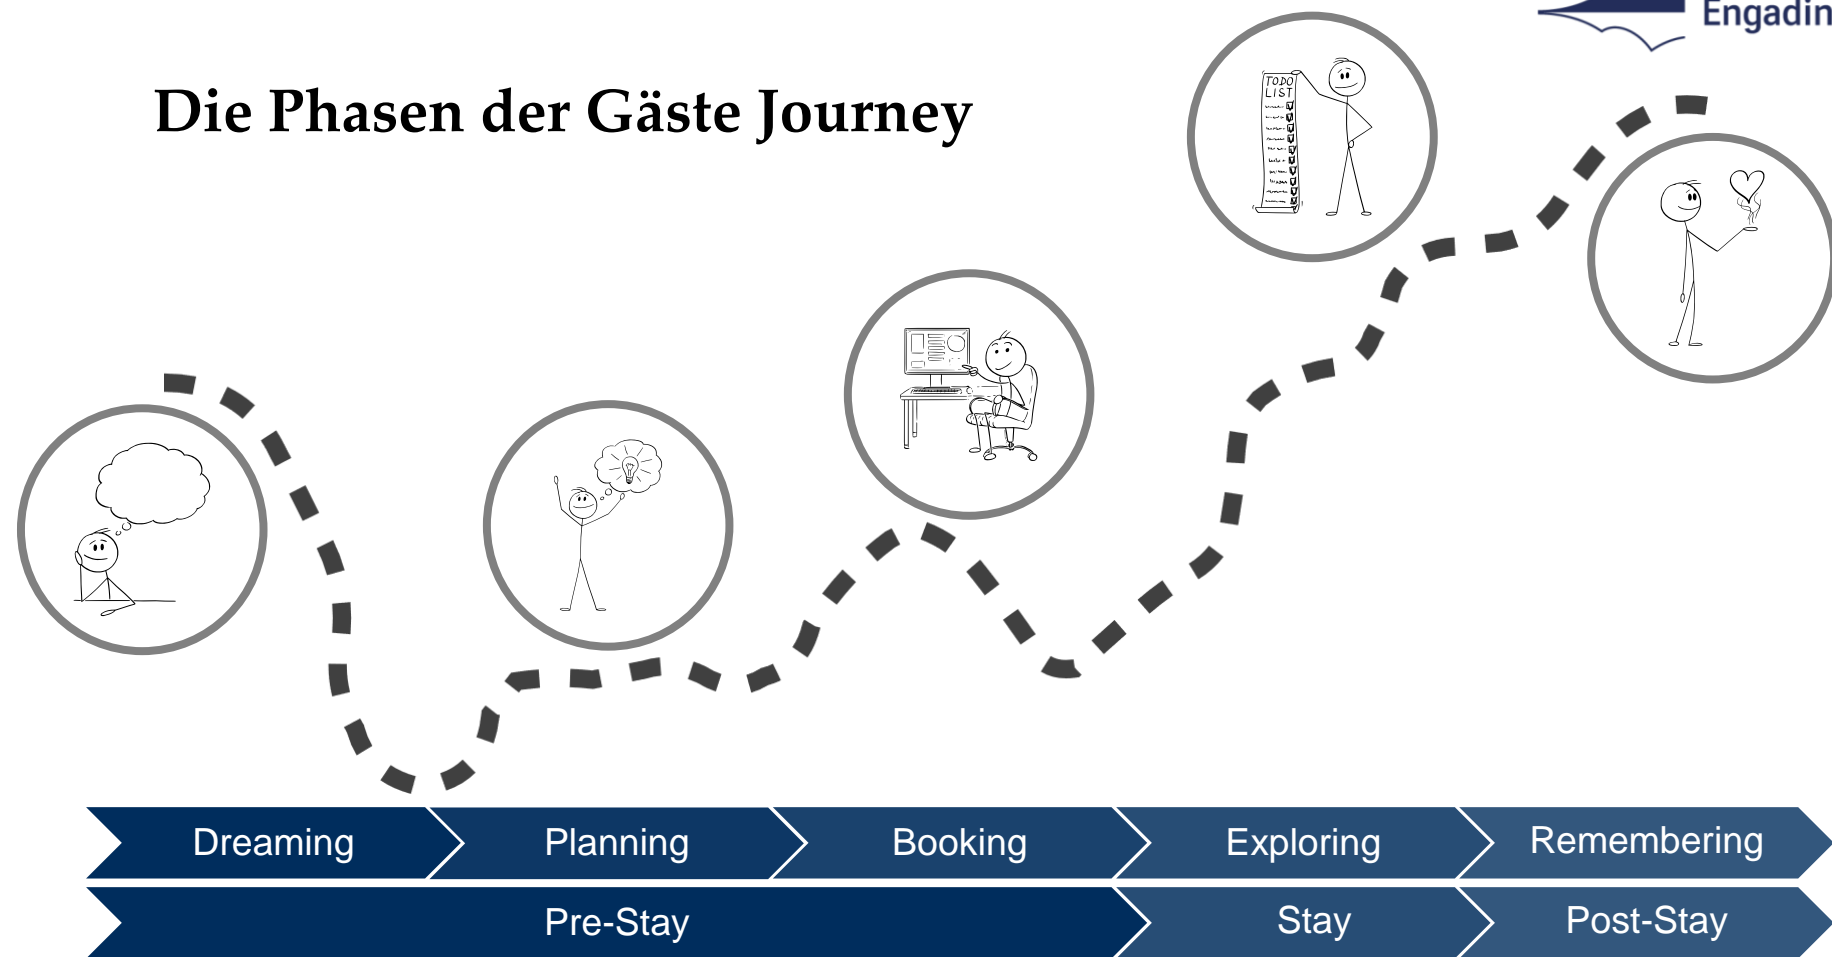 Engadin
Die Phasen der Gäste Journey
TODO
LIST
Dreaming
Planning
Booking
Exploring
Remembering
Pre-Stay
Stay
Post-Stay